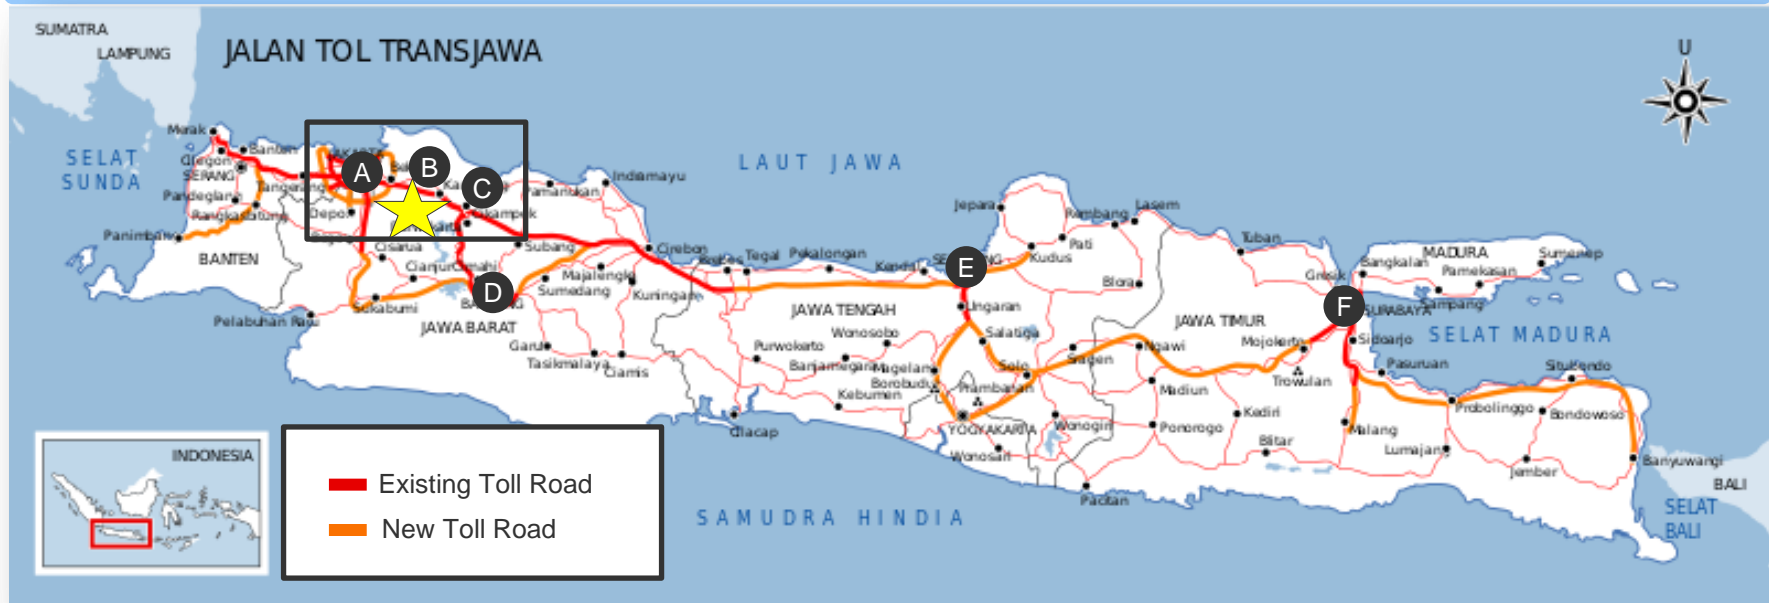 SUMATRA
LAMPUNG
JALAN TOL TRANSJAWA
U
SELAT
SUNDA
LAUT JAWA
Merak
Banten
SERANG
Tangerang
Pandeglang
Rangkasbitung
Panimbang
BANTEN
A
B
C
Depok
Cisarua
Cianjur
Cimahi
Sukabumi
Pelabuhan Ratu
D
JAWA BARAT
Pamanukan
Indramayu
Subang
Cirebon
Majalengka
Sumedang
Kuningan
Garut
Tasikmalaya
Ciamis
Brebes
Tegal
Pekalongan
Kendal
E
Jepara
Rembang
Lasem
Pati
Kudus
Blora
Ungaran
JAWA TENGAH
Wonosobo
Salatiga
Purwokerto
Banjarnegara
Magelang
Borobudur
Prambanan
Solo
Sragen
Kebumen
Cilacap
YOGYAKARTA
Wonosari
Wonogiri
Pacitan
Tuban
Gresik
Bangkalan
MADURA
Pamekasan
Sumenep
Sampang
F
SURABAYA
SELAT MADURA
JAWA TIMUR
Mojokerto
Sidoarjo
Ngawi
Trowulan
Pasuruan
Situbondo
Madiun
Kediri
Probolinggo
Bondowoso
Ponorogo
Blitar
Malang
Lumajang
Jember
Banyuwangi
BALI
SELAT
BALI
SAMUDRA HINDIA
INDONESIA
Existing Toll Road
New Toll Road